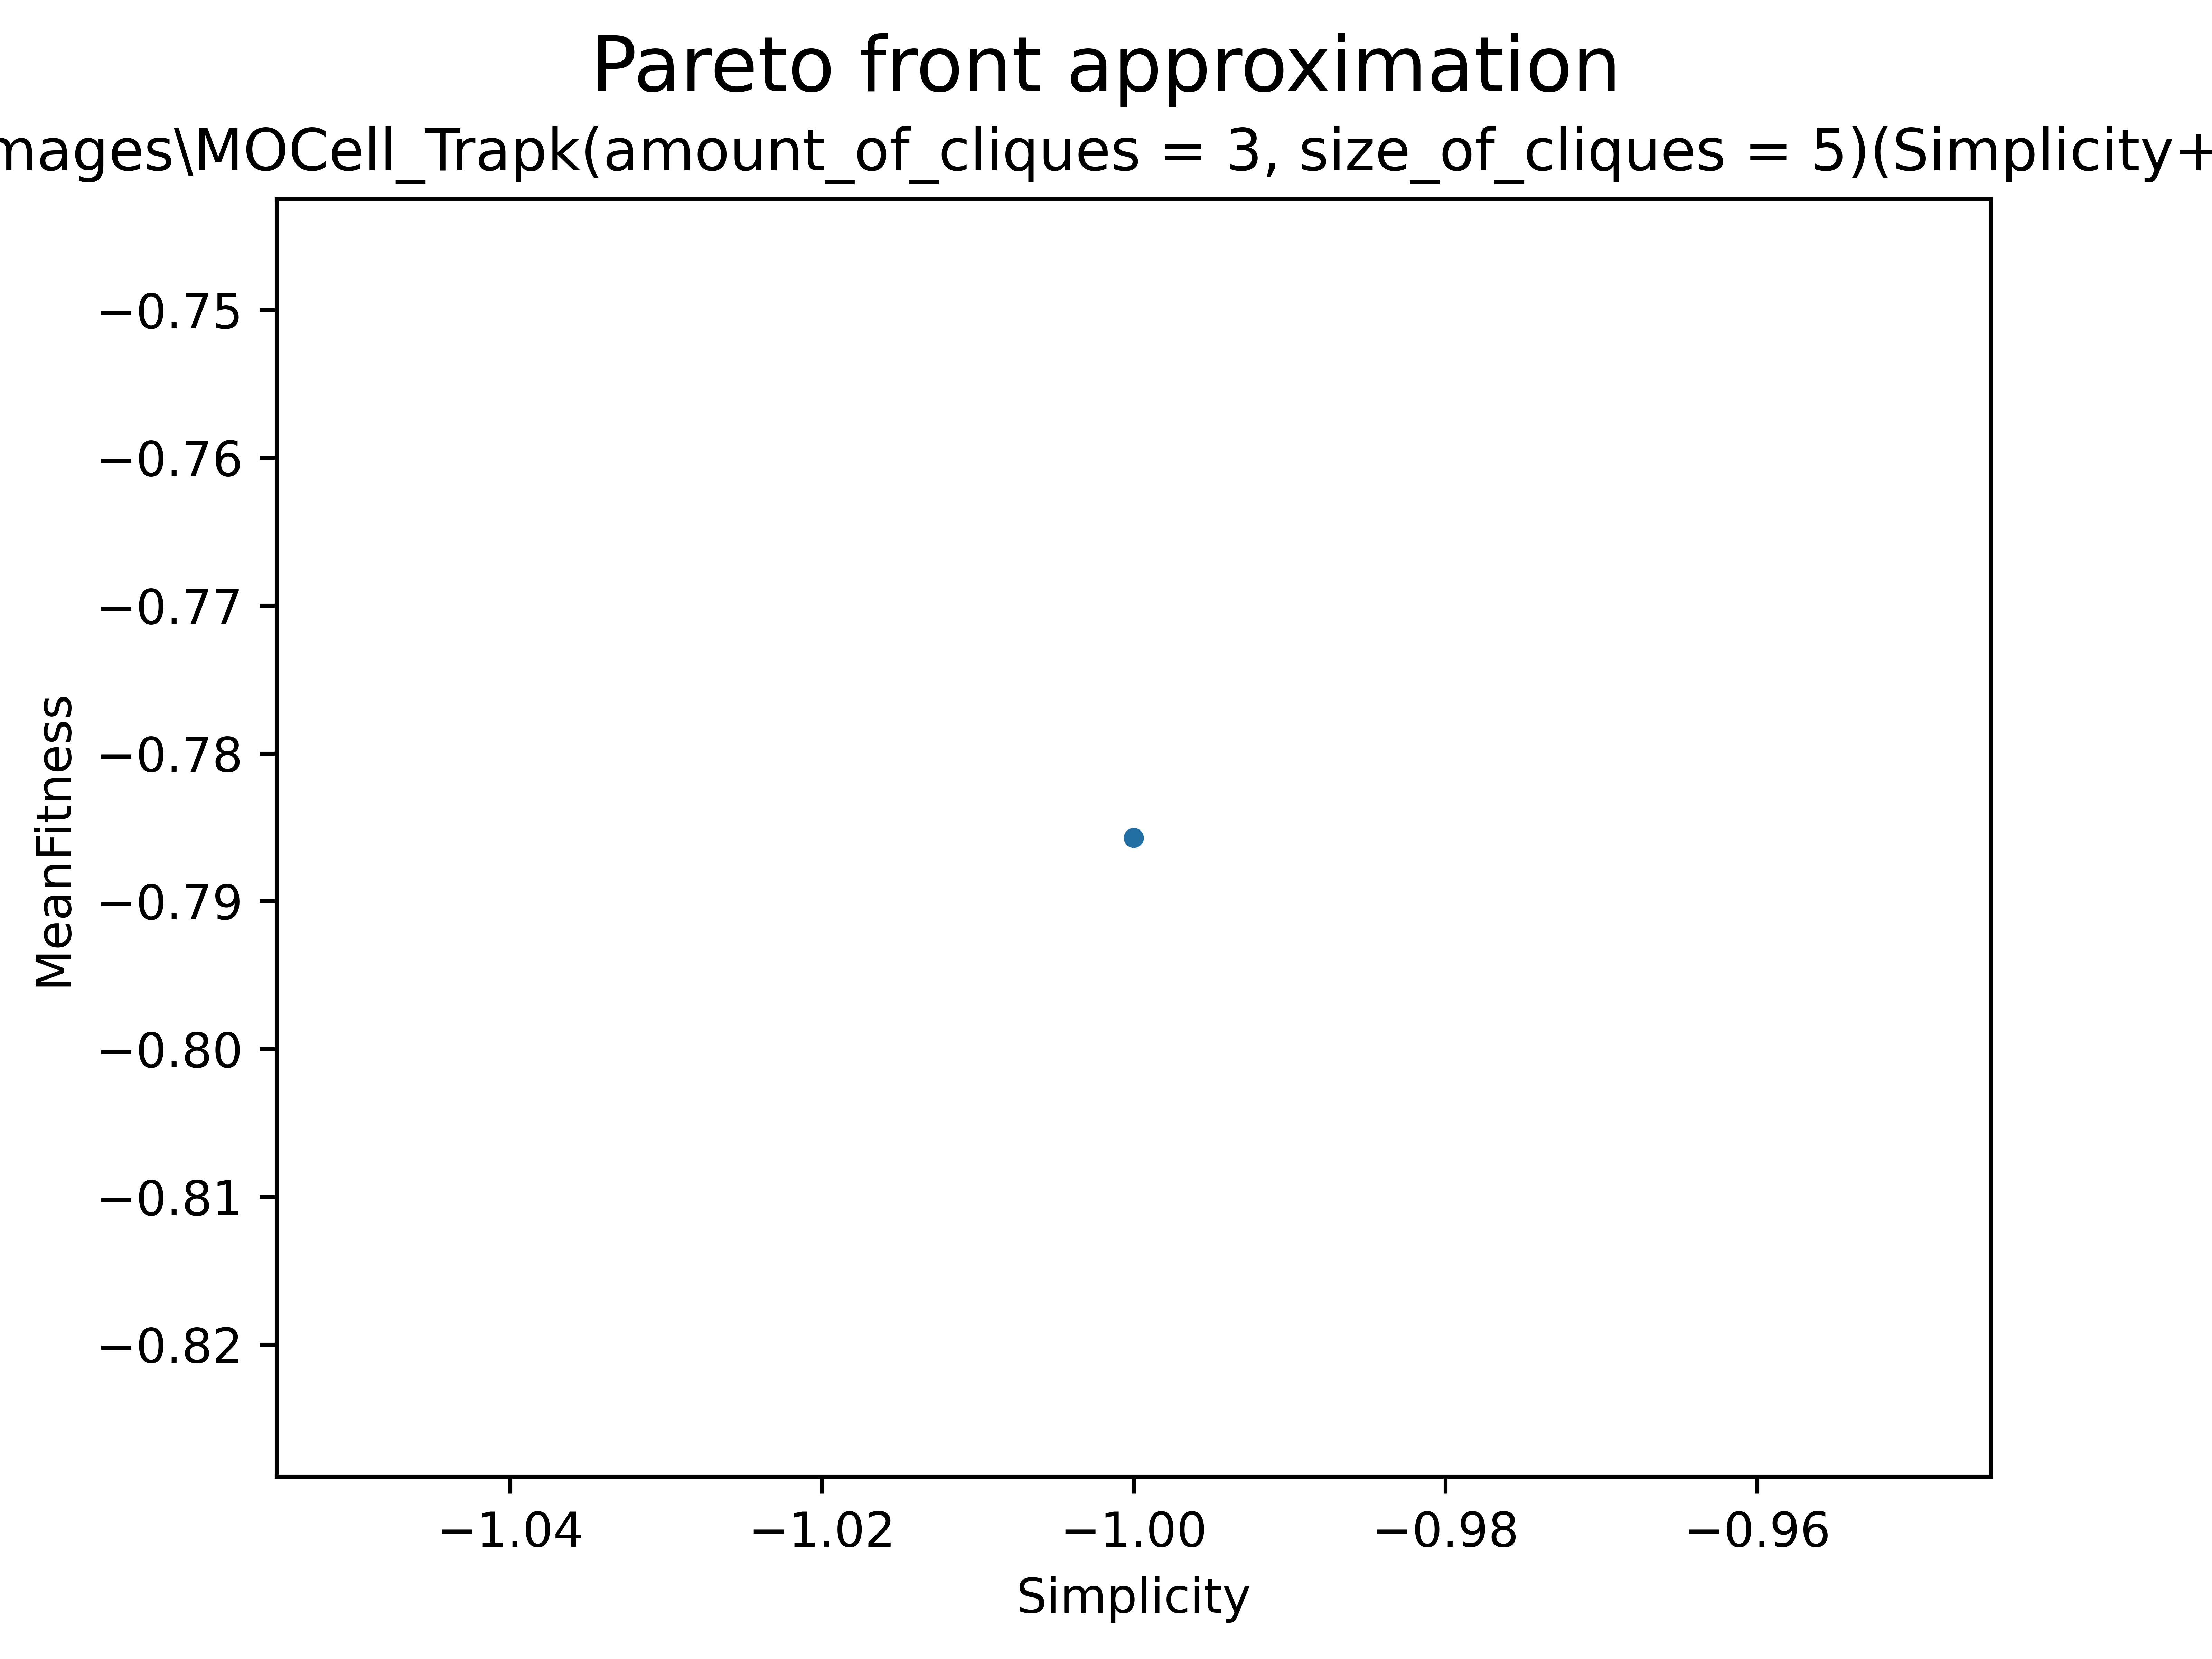 Pareto front approximation
mages\MOCell_Trapk(amount_of_cliques = 3, size_of_cliques = 5)(Simplicity+
−0.75
−0.76
−0.77
−0.78
−0.79
−0.80
−0.81
−0.82
MeanFitness
−1.04 −1.02 −1.00 −0.98 −0.96
Simplicity